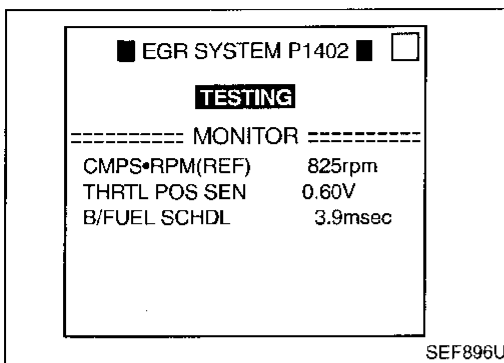 EGR SYSTEM P1402
TESTING
========== MONITOR ==========
CMPS•RPM(REF) 825rpm
THRTL POS SEN 0.60V
B/FUEL SCHDL 3.9msec
SEF896U